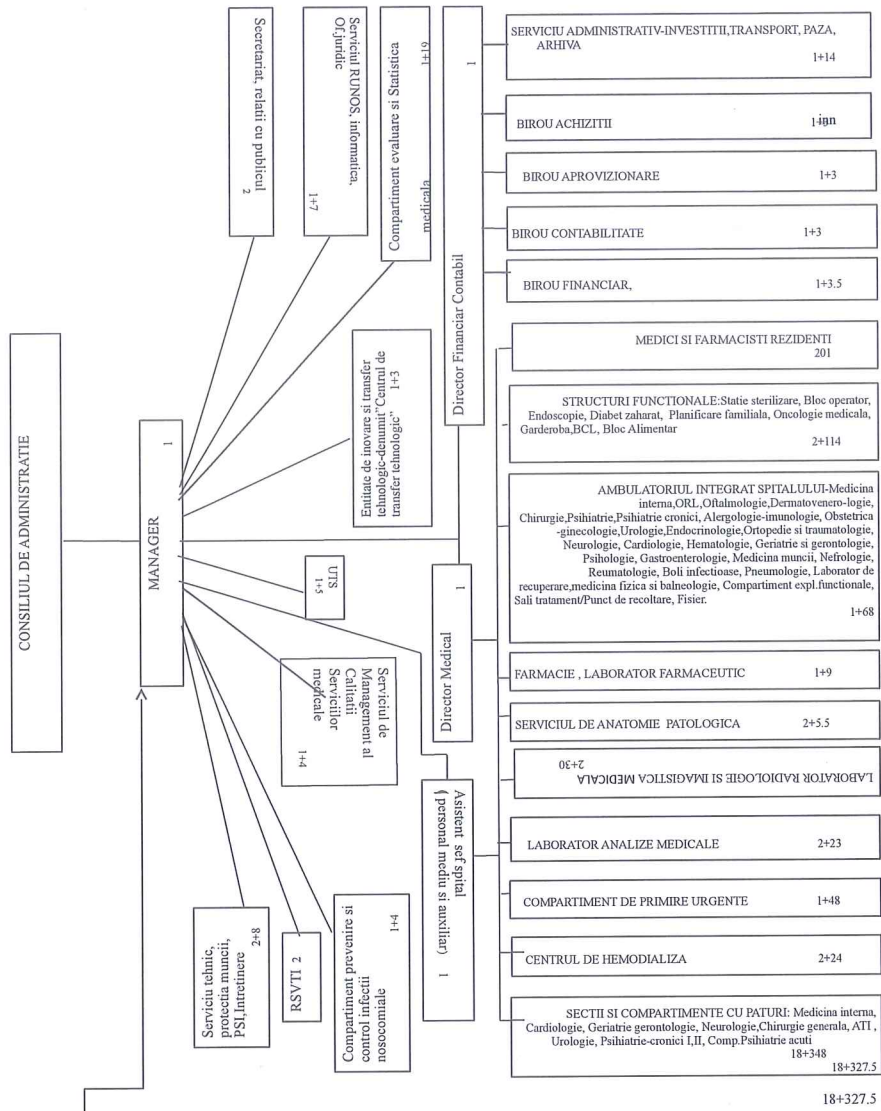 CONSILIUL DE ADMINISTRATIE
MANAGER
1
Secretariat, relatii cu publicul
2
Serviciul RUNOS, informatica,
Of.juridic
1+7
Compartiment evaluare si Statistica
medicala
1+19
Entitate de inovare si transfer
tehnologic-denumit"Centrul de
transfer tehnologic"
1+3
UTS
1+5
Serviciul de
Management al
Calitatii
Serviciilor
medicale
1+4
Compartiment prevenire si
control infectii
nosocomiale
1+4
RSVTI 2
Serviciu tehnic,
protectia muncii,
PSI,Intretinere
2+8
Director Financiar Contabil
1
Director Medical
1
Asistent sef spital
( personal mediu si auxiliar)
1
SERVICIU ADMINISTRATIV-INVESTITII,TRANSPORT, PAZA,
ARHIVA
1+14
BIROU ACHIZITII
BIROU APROVIZIONARE 1+3
BIROU CONTABILITATE 1+3
BIROU FINANCIAR, 1+3.5
MEDICI SI FARMACISTI REZIDENTI
201
STRUCTURI FUNCTIONALE:Statie sterilizare, Bloc operator,
Endoscopie, Diabet zaharat, Planificare familiala, Oncologie medicala,
Garderoba,BCL, Bloc Alimentar
2+114
AMBULATORIUL INTEGRAT SPITALULUI-Medicina
interna,ORL,Oftalmologie,Dermatovenero-logie,
Chirurgie,Psihiatrie,Psihiatrie cronici, Alergologie-imunologie, Obstetrica
-ginecologie,Urologie,Endocrinologie,Ortopedie si traumatologie,
Neurologie, Cardiologie, Hematologie, Geriatrie si gerontologie,
Psihologie, Gastroenterologie, Medicina muncii, Nefrologie,
Reumatologie, Boli infectioase, Pneumologie, Laborator de
recuperare,medicina fizica si balneologie, Compartiment expl.functionale,
Sali tratament/Punct de recoltare, Fisier.
1+68
FARMACIE , LABORATOR FARMACEUTIC 1+9
SERVICIUL DE ANATOMIE PATOLOGICA 2+5.5
LABORATOR RADIOLOGIE SI IMAGISTICA MEDICALA
2+30
LABORATOR ANALIZE MEDICALE 2+23
COMPARTIMENT DE PRIMIRE URGENTE 1+48
CENTRUL DE HEMODIALIZA 2+24
SECTII SI COMPARTIMENTE CU PATURI: Medicina interna,
Cardiologie, Geriatrie gerontologie, Neurologie,Chirurgie generala, ATI ,
Urologie, Psihiatrie-cronici I,II, Comp.Psihiatrie acuti
18+348
18+327.5
18+327.5